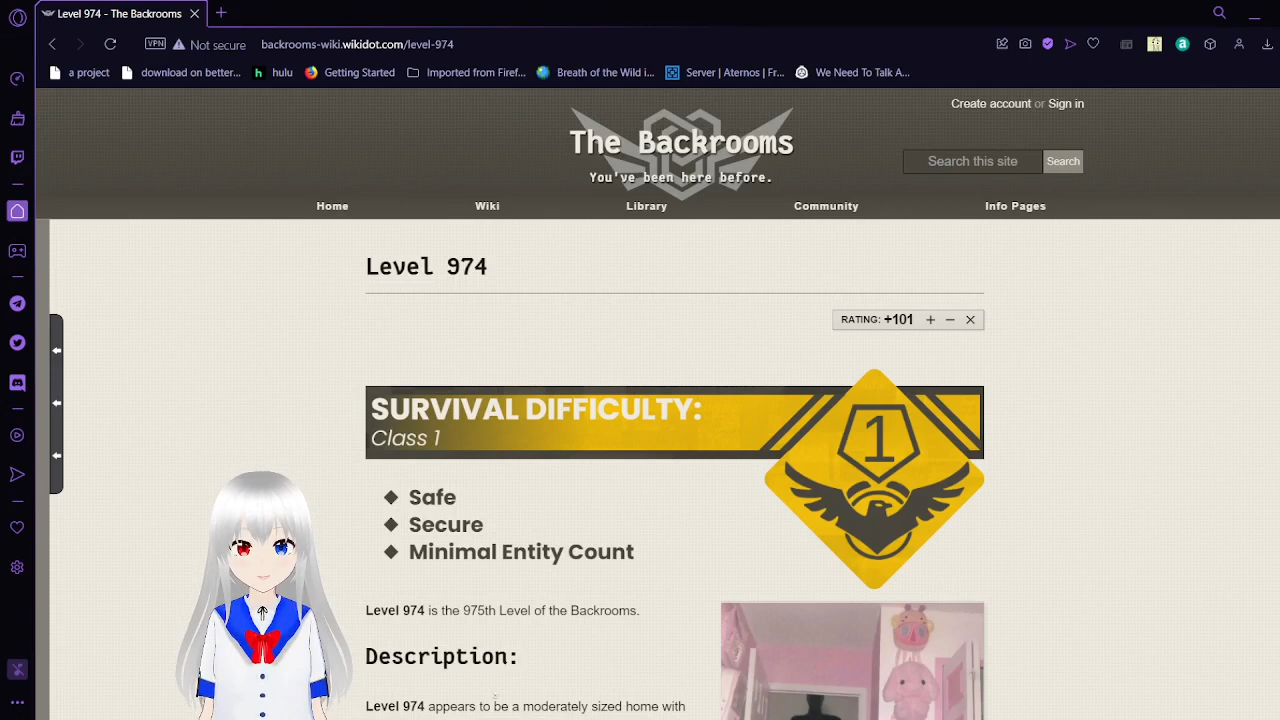 Level 974 - The Backrooms
VPN Not secure backrooms-wiki.wikidot.com/level-974
a project download on better... hulu Getting Started Imported from Firef... Breath of the Wild i... Server | Aternos | Fr... We Need To Talk A...
Create account or Sign in
The Backrooms
You've been here before.
Search this site Search
Home Wiki Library Community Info Pages
Level 974
RATING: +101 + − X
SURVIVAL DIFFICULTY:
Class 1
1
Safe
Secure
Minimal Entity Count
Level 974 is the 975th Level of the Backrooms.
Description:
Level 974 appears to be a moderately sized home with